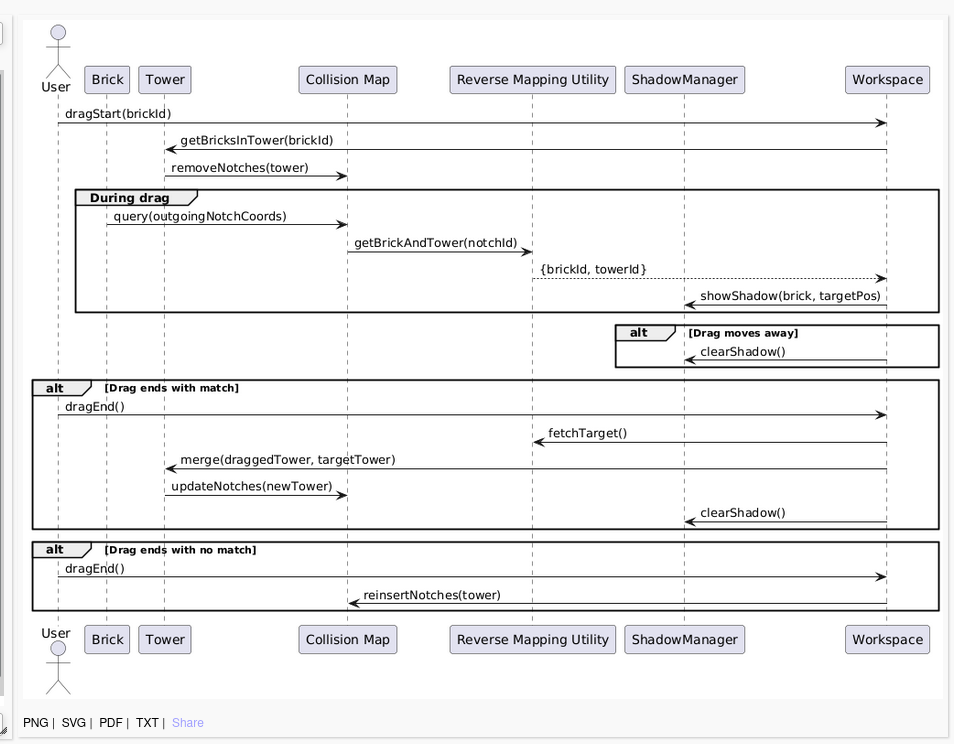 User
Brick
Tower
Collision Map
Reverse Mapping Utility
ShadowManager
Workspace
dragStart(brickId)
getBricksInTower(brickId)
removeNotches(tower)
During drag
query(outgoingNotchCoords)
getBrickAndTower(notchId)
{brickId, towerId}
showShadow(brick, targetPos)
alt [Drag moves away]
clearShadow()
alt [Drag ends with match]
dragEnd()
fetchTarget()
merge(draggedTower, targetTower)
updateNotches(newTower)
clearShadow()
alt [Drag ends with no match]
dragEnd()
reinsertNotches(tower)
User
Brick
Tower
Collision Map
Reverse Mapping Utility
ShadowManager
Workspace
PNG | SVG | PDF | TXT | Share